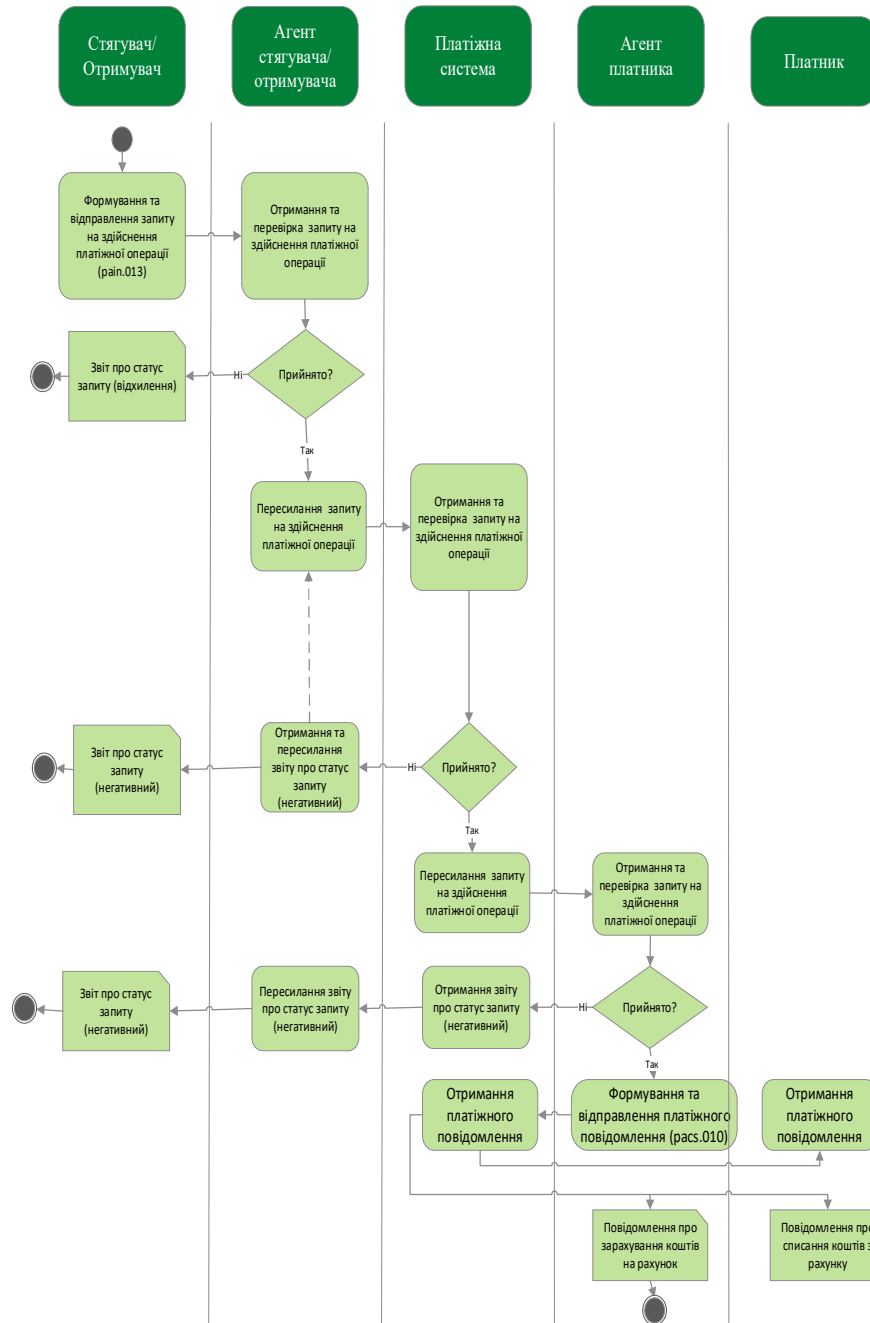 Стягувач/
Отримувач
Агент
стягувача/
отримувача
Платіжна
система
Агент
платника
Платник
Формування та
відправлення запиту
на здійснення
платіжної операції
(pain.013)
Отримання та
перевірка запиту на
здійснення платіжної
операції
Звіт про статус
запиту (відхилення)
Ні
Прийнято?
Так
Пересилання запиту
на здійснення
платіжної операції
Отримання та
перевірка запиту на
здійснення платіжної
операції
Звіт про статус
запиту
(негативний)
Отримання та
пересилання
звіту про статус
запиту
(негативний)
Ні
Прийнято?
Так
Пересилання запиту
на здійснення
платіжної операції
Отримання та
перевірка запиту на
здійснення
платіжної операції
Звіт про статус
запиту
(негативний)
Пересилання звіту
про статус запиту
(негативний)
Отримання звіту
про статус запиту
(негативний)
Ні
Прийнято?
Так
Отримання
платіжного
повідомлення
Формування та
відправлення платіжного
повідомлення (pacs.010)
Отримання
платіжного
повідомлення
Повідомлення про
зарахування коштів
на рахунок
Повідомлення про
списання коштів з
рахунку